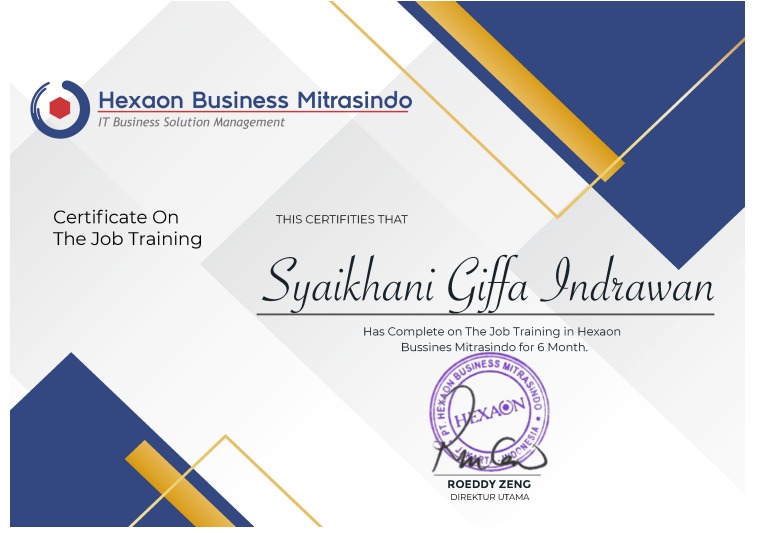 Hexaon Business Mitrasindo
IT Business Solution Management
Certificate On
The Job Training
THIS CERTIFITIES THAT
Syaikhani Giffa Indrawan
Has Complete on The Job Training in Hexaon
Bussines Mitrasindo for 6 Month.
PT. HEXAON BUSINESS MITRASINDO
HEXAON
JAKARTA-INDONESIA
ROEDDY ZENG
DIREKTUR UTAMA